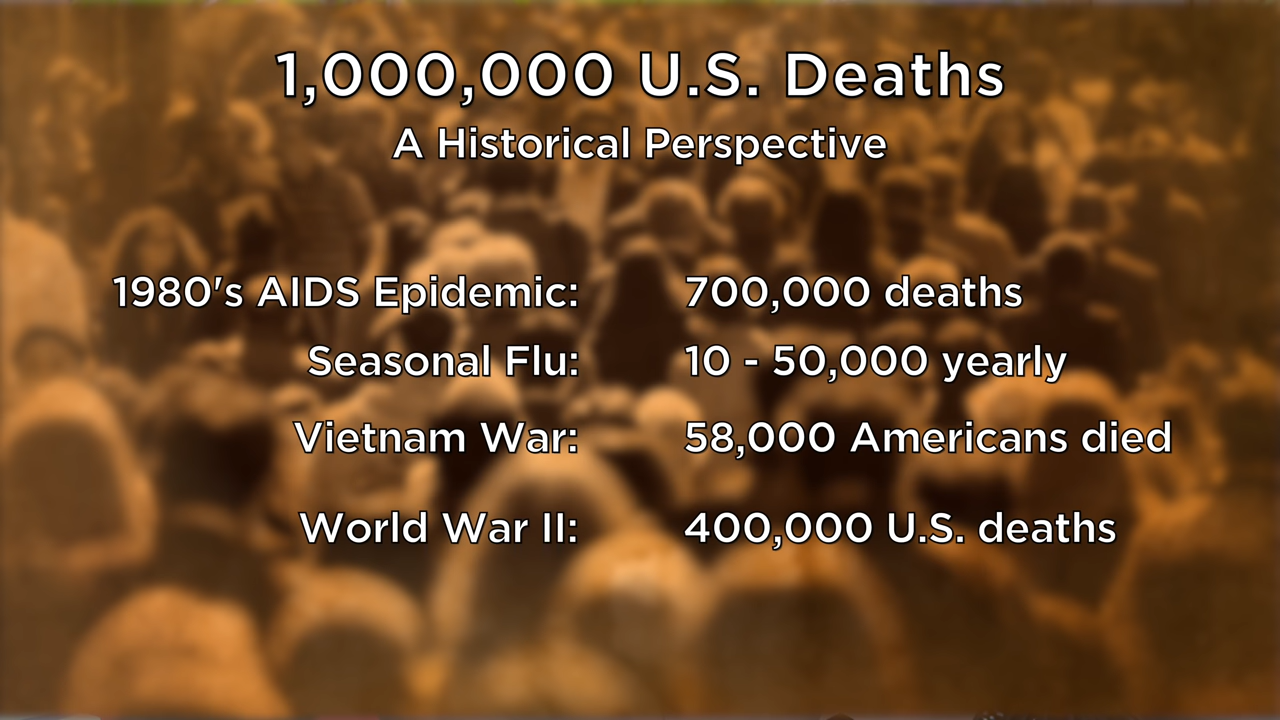 1,000,000 U.S. Deaths
A Historical Perspective
1980's AIDS Epidemic: 700,000 deaths
Seasonal Flu: 10 - 50,000 yearly
Vietnam War: 58,000 Americans died
World War II: 400,000 U.S. deaths